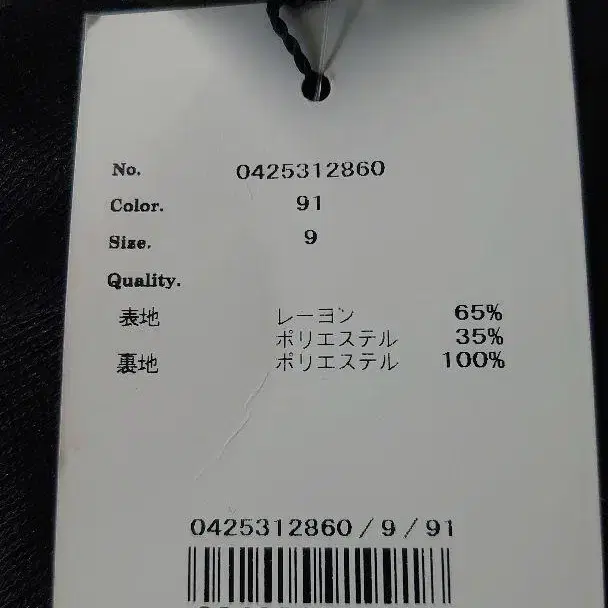 No. 0425312860
Color. 91
Size. 9
Quality.
表地 レーヨン 65%
ポリエステル 35%
裏地 ポリエステル 100%
0425312860/9/91